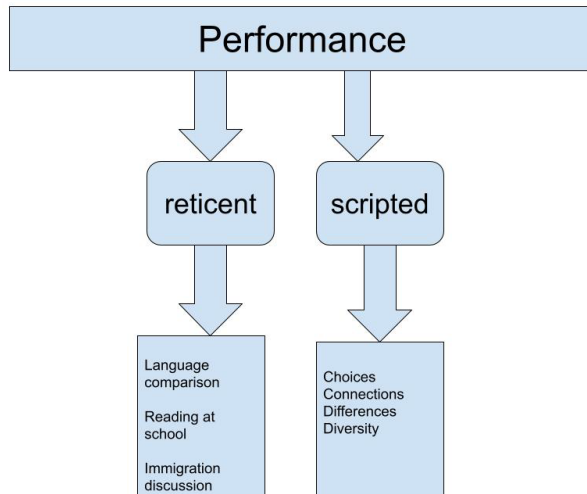 Performance
reticent
scripted
Language
comparison
Reading at
school
Immigration
discussion
Choices
Connections
Differences
Diversity